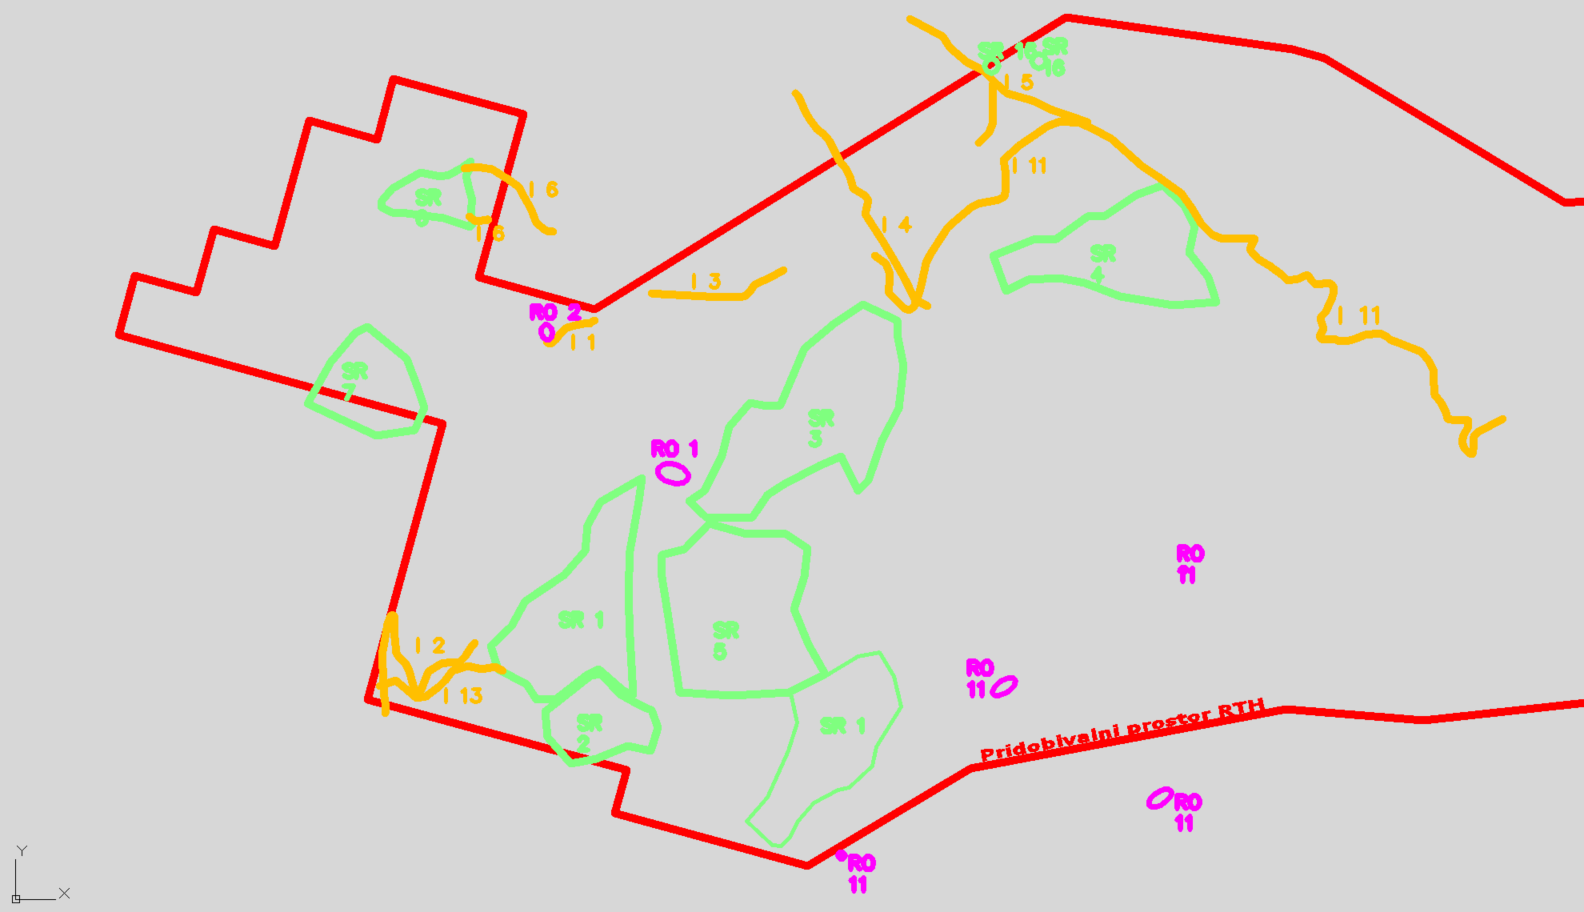 SR 16 SR
16
I 5
I 11
I 6
SR
I 6
I 4
SR
4
I 3
RO 2
I 1
I 11
SR
7
SR
3
RO 1
RO
11
SR 1
SR
5
I 2
I 13
RO
11
SR
2
SR 1
Pridobivalni prostor RTH
RO
11
RO
11
Y
X